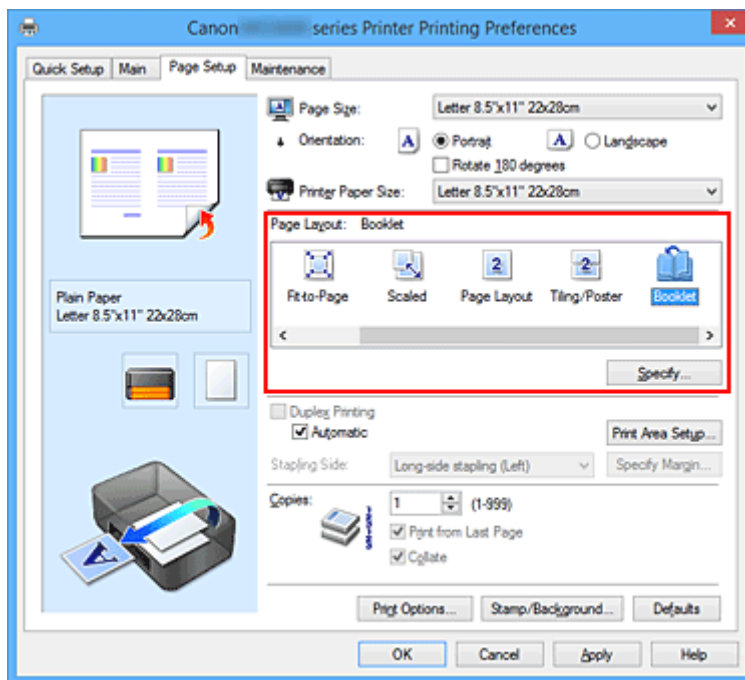 Canon series Printer Printing Preferences
Quick Setup Main Page Setup Maintenance
Page Size: Letter 8.5"x11" 22x28cm
Orientation: A Portrait A Landscape
Rotate 180 degrees
Printer Paper Size: Letter 8.5"x11" 22x28cm
Page Layout: Booklet
2 2
Fit-to-Page Scaled Page Layout Tiling/Poster Booklet
Specify...
Plain Paper
Letter 8.5"x11" 22x28cm
Duplex Printing
Automatic Print Area Setup...
Stapling Side: Long-side stapling (Left) Specify Margin...
Copies: 1 (1-999)
Print from Last Page
Collate
A
Print Options... Stamp/Background... Defaults
OK Cancel Apply Help